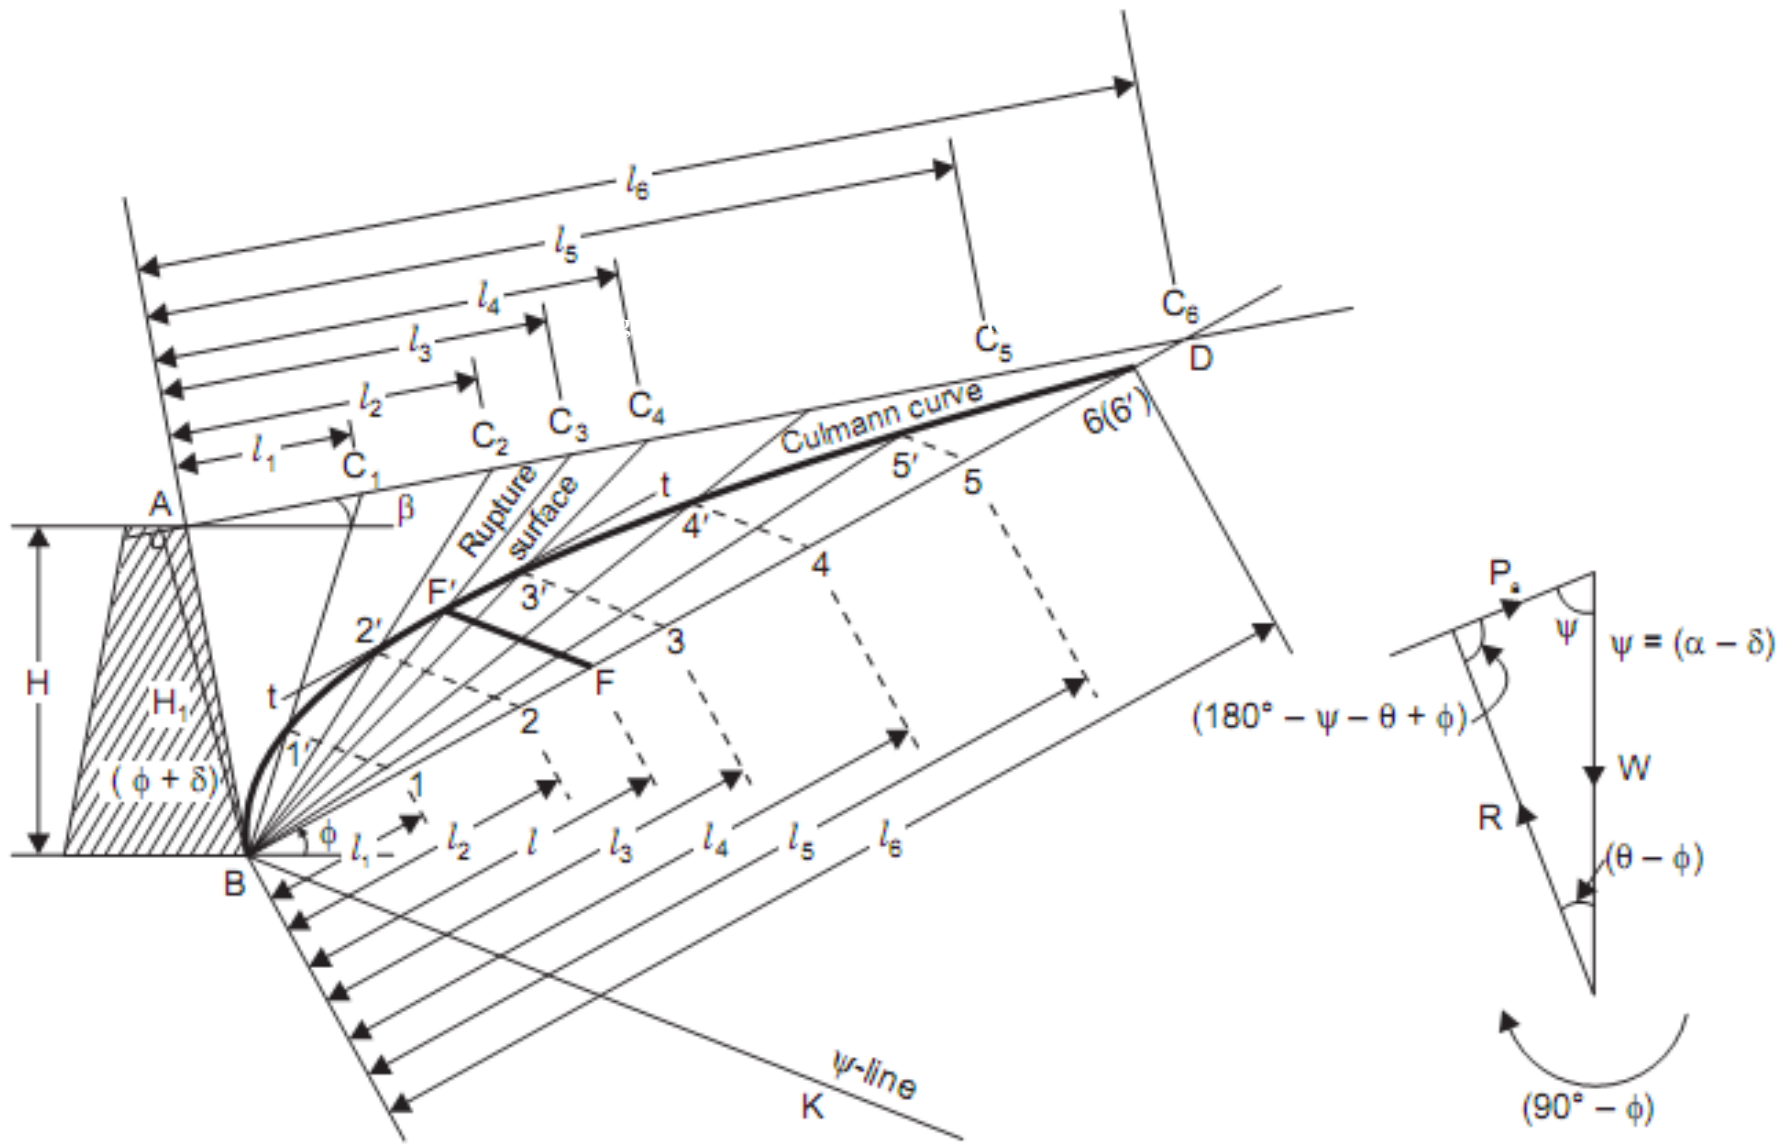 l₆
l₅
l₄
l₃
l₂
l₁
C₆
C₅
C₄
C₃
C₂
C₁
D
A
β
Culmann curve
6(6′)
Rupture
surface
t
5′
5
4′
4
3′
3
F′
F
2′
2
t
1′
1
H
H₁
( ϕ + δ)
ϕ
B
l₁
l₂
l
l₃
l₄
l₅
l₆
ψ-line
K
P
ψ
ψ = (α – δ)
(180° – ψ – θ + ϕ)
W
R
(θ – ϕ)
(90° – ϕ)